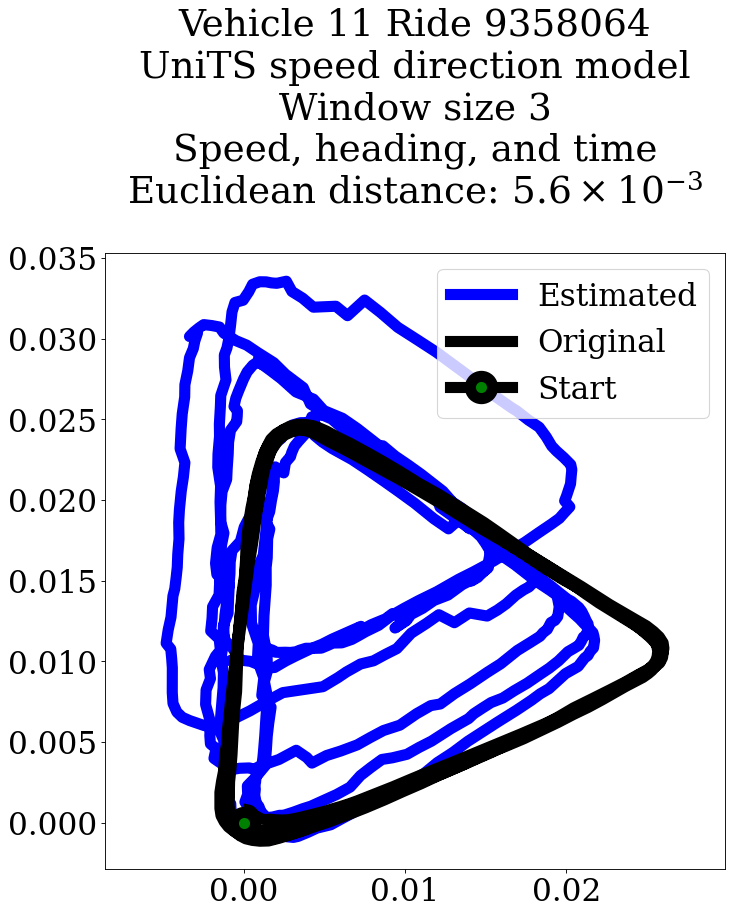 Vehicle 11 Ride 9358064
UniTS speed direction model
Window size 3
Speed, heading, and time
Euclidean distance: 5.6 × 10⁻³
0.035
Estimated
0.030
Original
Start
0.025
0.020
0.015
0.010
0.005
0.000
0.00 0.01 0.02